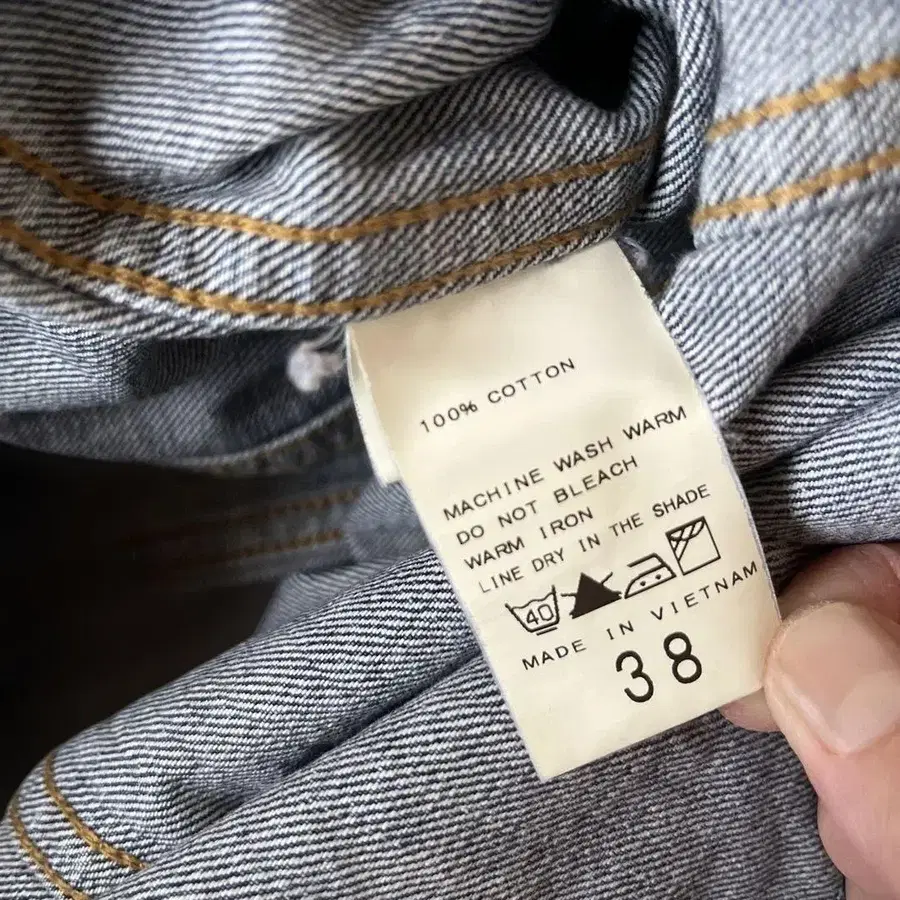 100% COTTON
MACHINE WASH WARM
DO NOT BLEACH
WARM IRON
LINE DRY IN THE SHADE
40
MADE IN VIETNAM
38